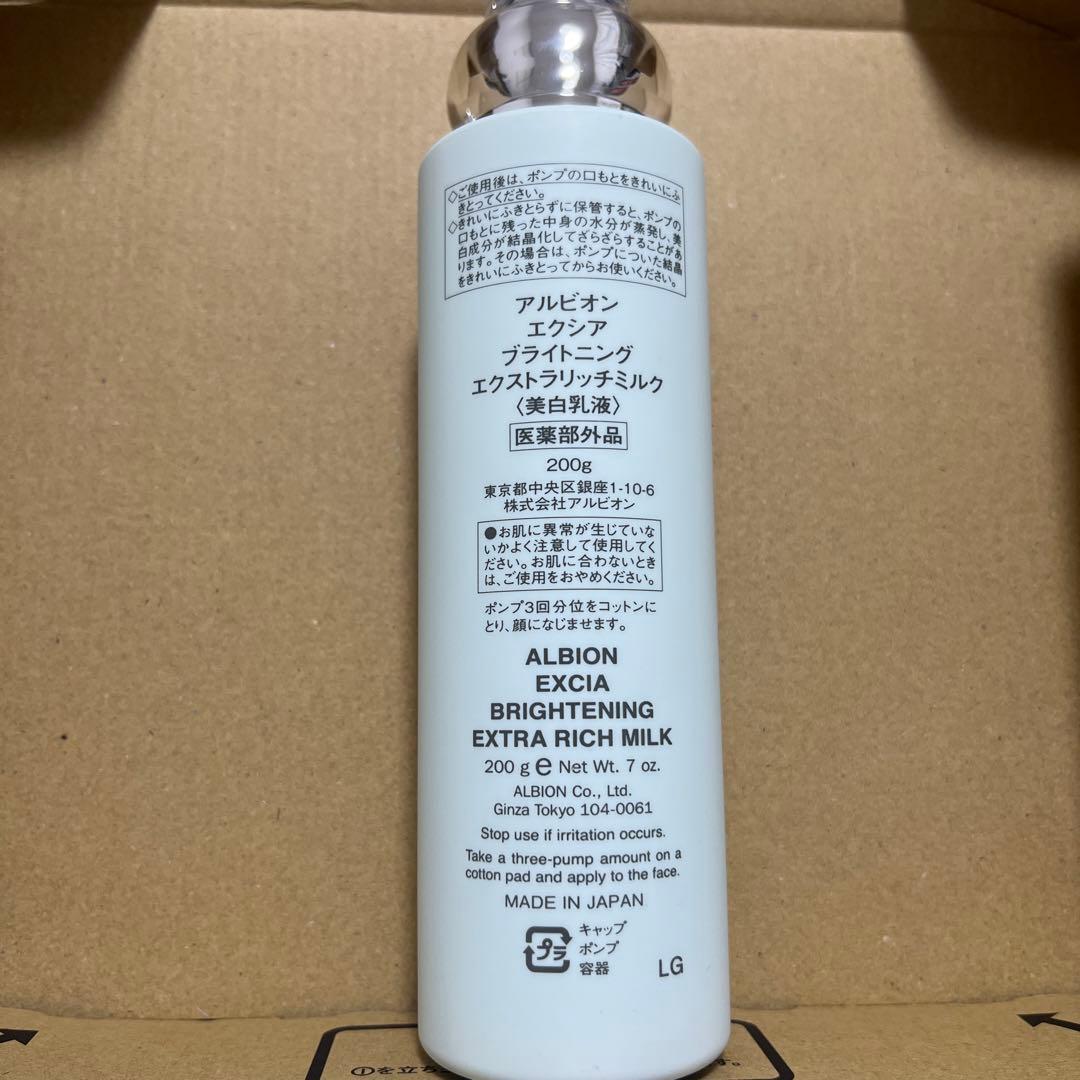 ◇ご使用後は、ポンプの口もとをきれいにふ
きとってください。
◇きれいにふきとらずに保管すると、ポンプの
口もとに残った中身の水分が蒸発し、美
白成分が結晶化してざらざらすることがあ
ります。その場合は、ポンプについた結晶
をきれいにふきとってからお使いください。
アルビオン
エクシア
ブライトニング
エクストラリッチミルク
〈美白乳液〉
医薬部外品
200g
東京都中央区銀座1-10-6
株式会社アルビオン
●お肌に異常が生じていな
いかよく注意して使用してく
ださい。お肌に合わないとき
は、ご使用をおやめください。
ポンプ3回分位をコットンに
とり、顔になじませます。
ALBION
EXCIA
BRIGHTENING
EXTRA RICH MILK
200 g e Net Wt. 7 oz.
ALBION Co., Ltd.
Ginza Tokyo 104-0061
Stop use if irritation occurs.
Take a three-pump amount on a
cotton pad and apply to the face.
MADE IN JAPAN
プラ
キャップ
ポンプ
容器
LG
①を立ち
す。